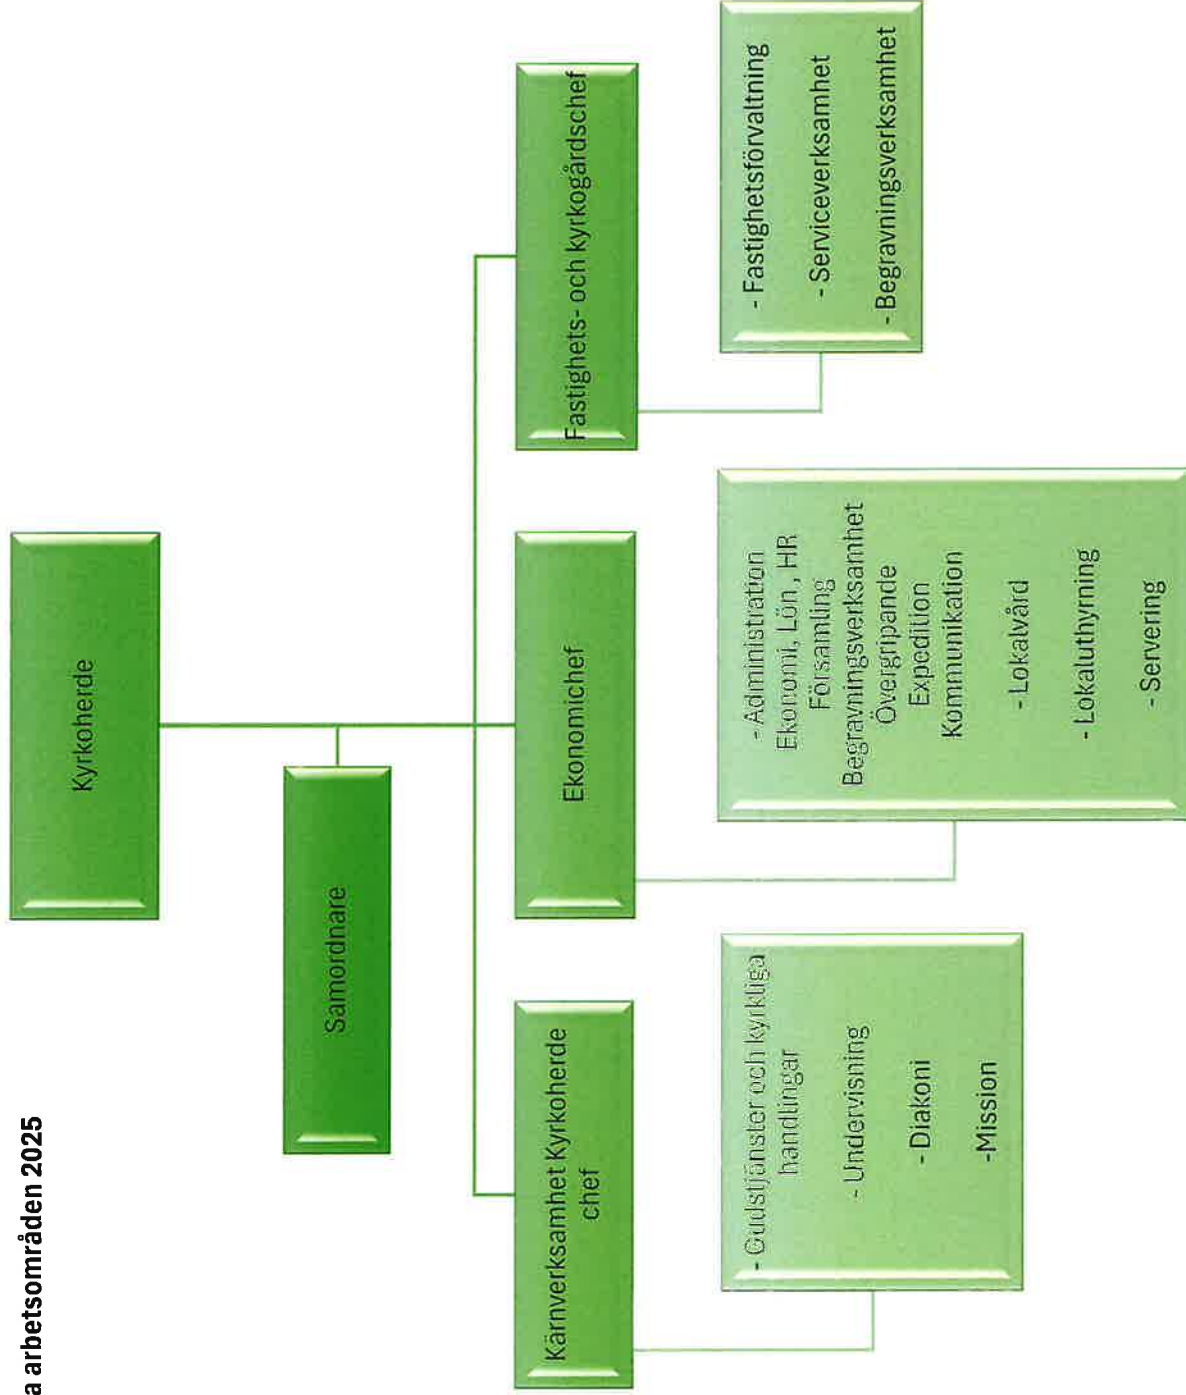 a arbetsområden 2025
Kyrkoherde
Samordnare
Kärnverksamhet Kyrkoherde
chef
Ekonomichef
Fastighets- och kyrkogårdschef
- Gudstjänster och kyrkliga
handlingar
- Undervisning
- Diakoni
-Mission
- Administration
Ekonomi, Lön , HR
Församling
Begravningsverksamhet
Övergripande
Expedition
Kommunikation
- Lokalvård
- Lokaluthyrning
- Servering
- Fastighetsförvaltning
- Serviceverksamhet
- Begravningsverksamhet